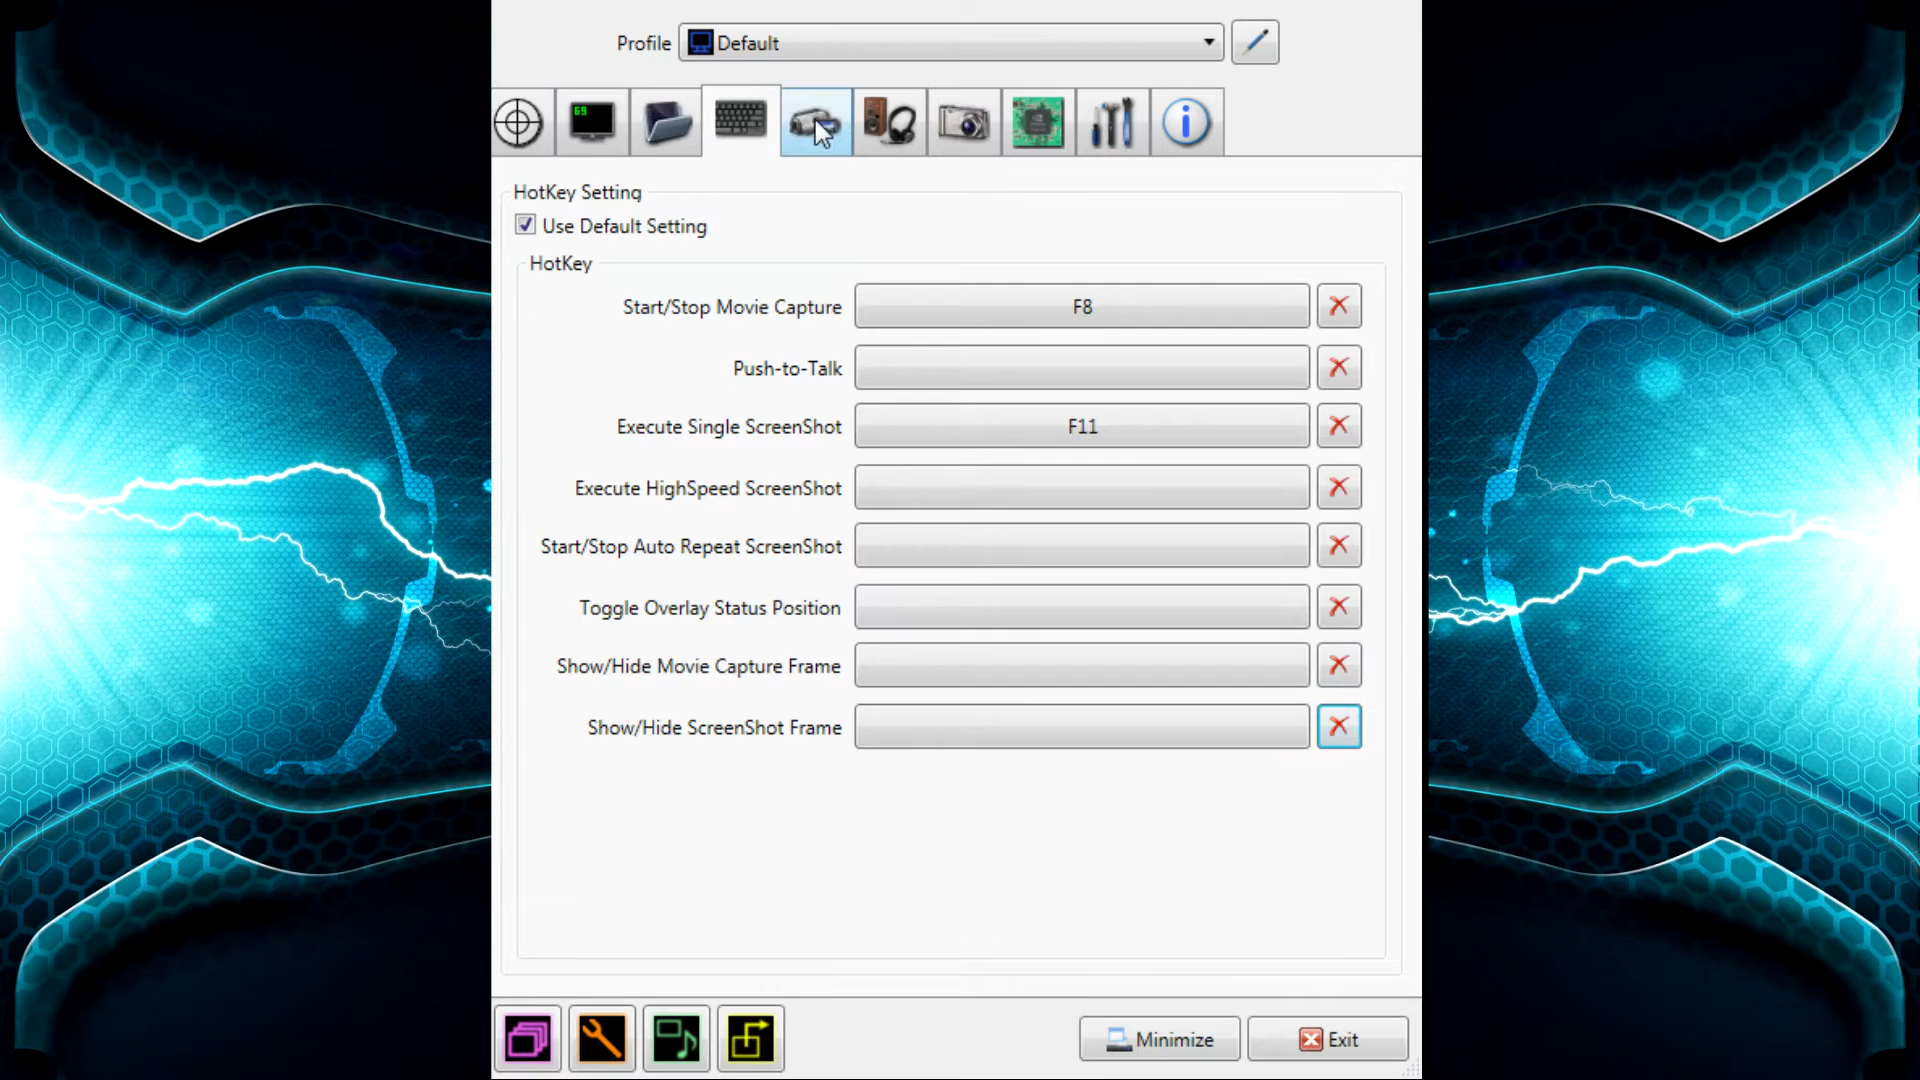 Profile
Default
69
HotKey Setting
Use Default Setting
HotKey
Start/Stop Movie Capture
F8
Push-to-Talk
Execute Single ScreenShot
F11
Execute HighSpeed ScreenShot
Start/Stop Auto Repeat ScreenShot
Toggle Overlay Status Position
Show/Hide Movie Capture Frame
Show/Hide ScreenShot Frame
Minimize
Exit